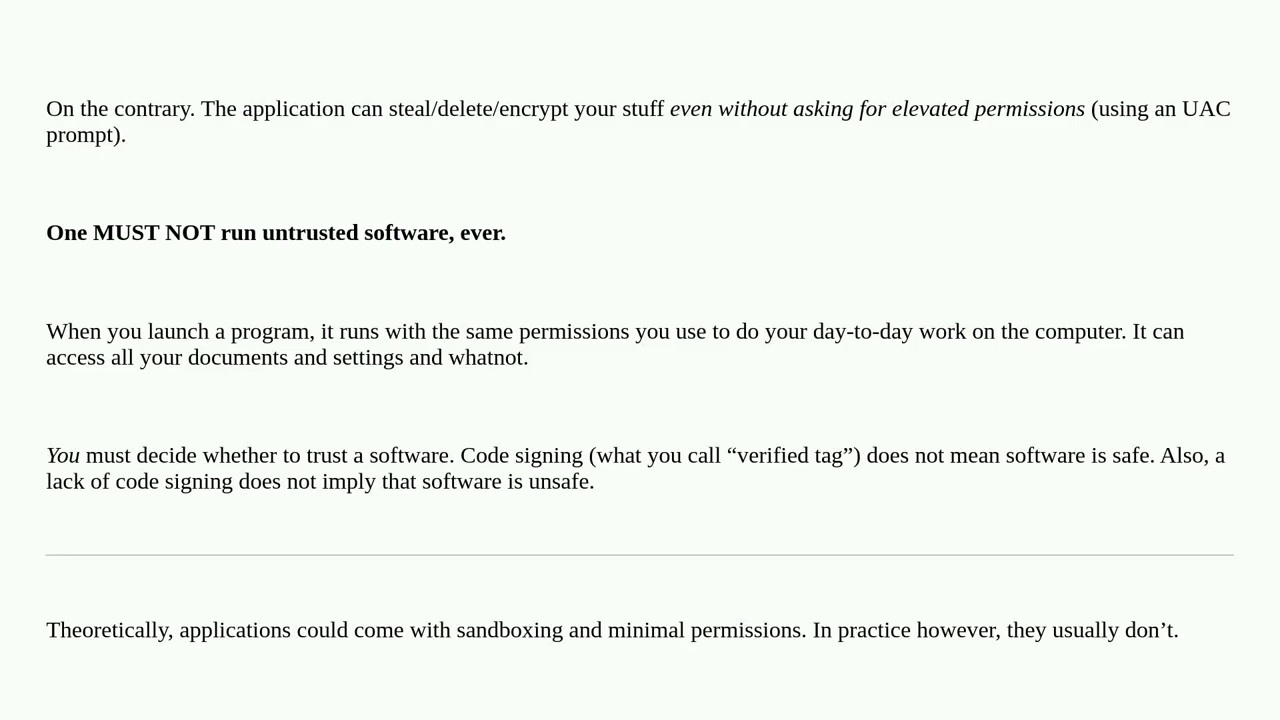 On the contrary. The application can steal/delete/encrypt your stuff even without asking for elevated permissions (using an UAC
prompt).
One MUST NOT run untrusted software, ever.
When you launch a program, it runs with the same permissions you use to do your day-to-day work on the computer. It can
access all your documents and settings and whatnot.
You must decide whether to trust a software. Code signing (what you call “verified tag”) does not mean software is safe. Also, a
lack of code signing does not imply that software is unsafe.
Theoretically, applications could come with sandboxing and minimal permissions. In practice however, they usually don’t.